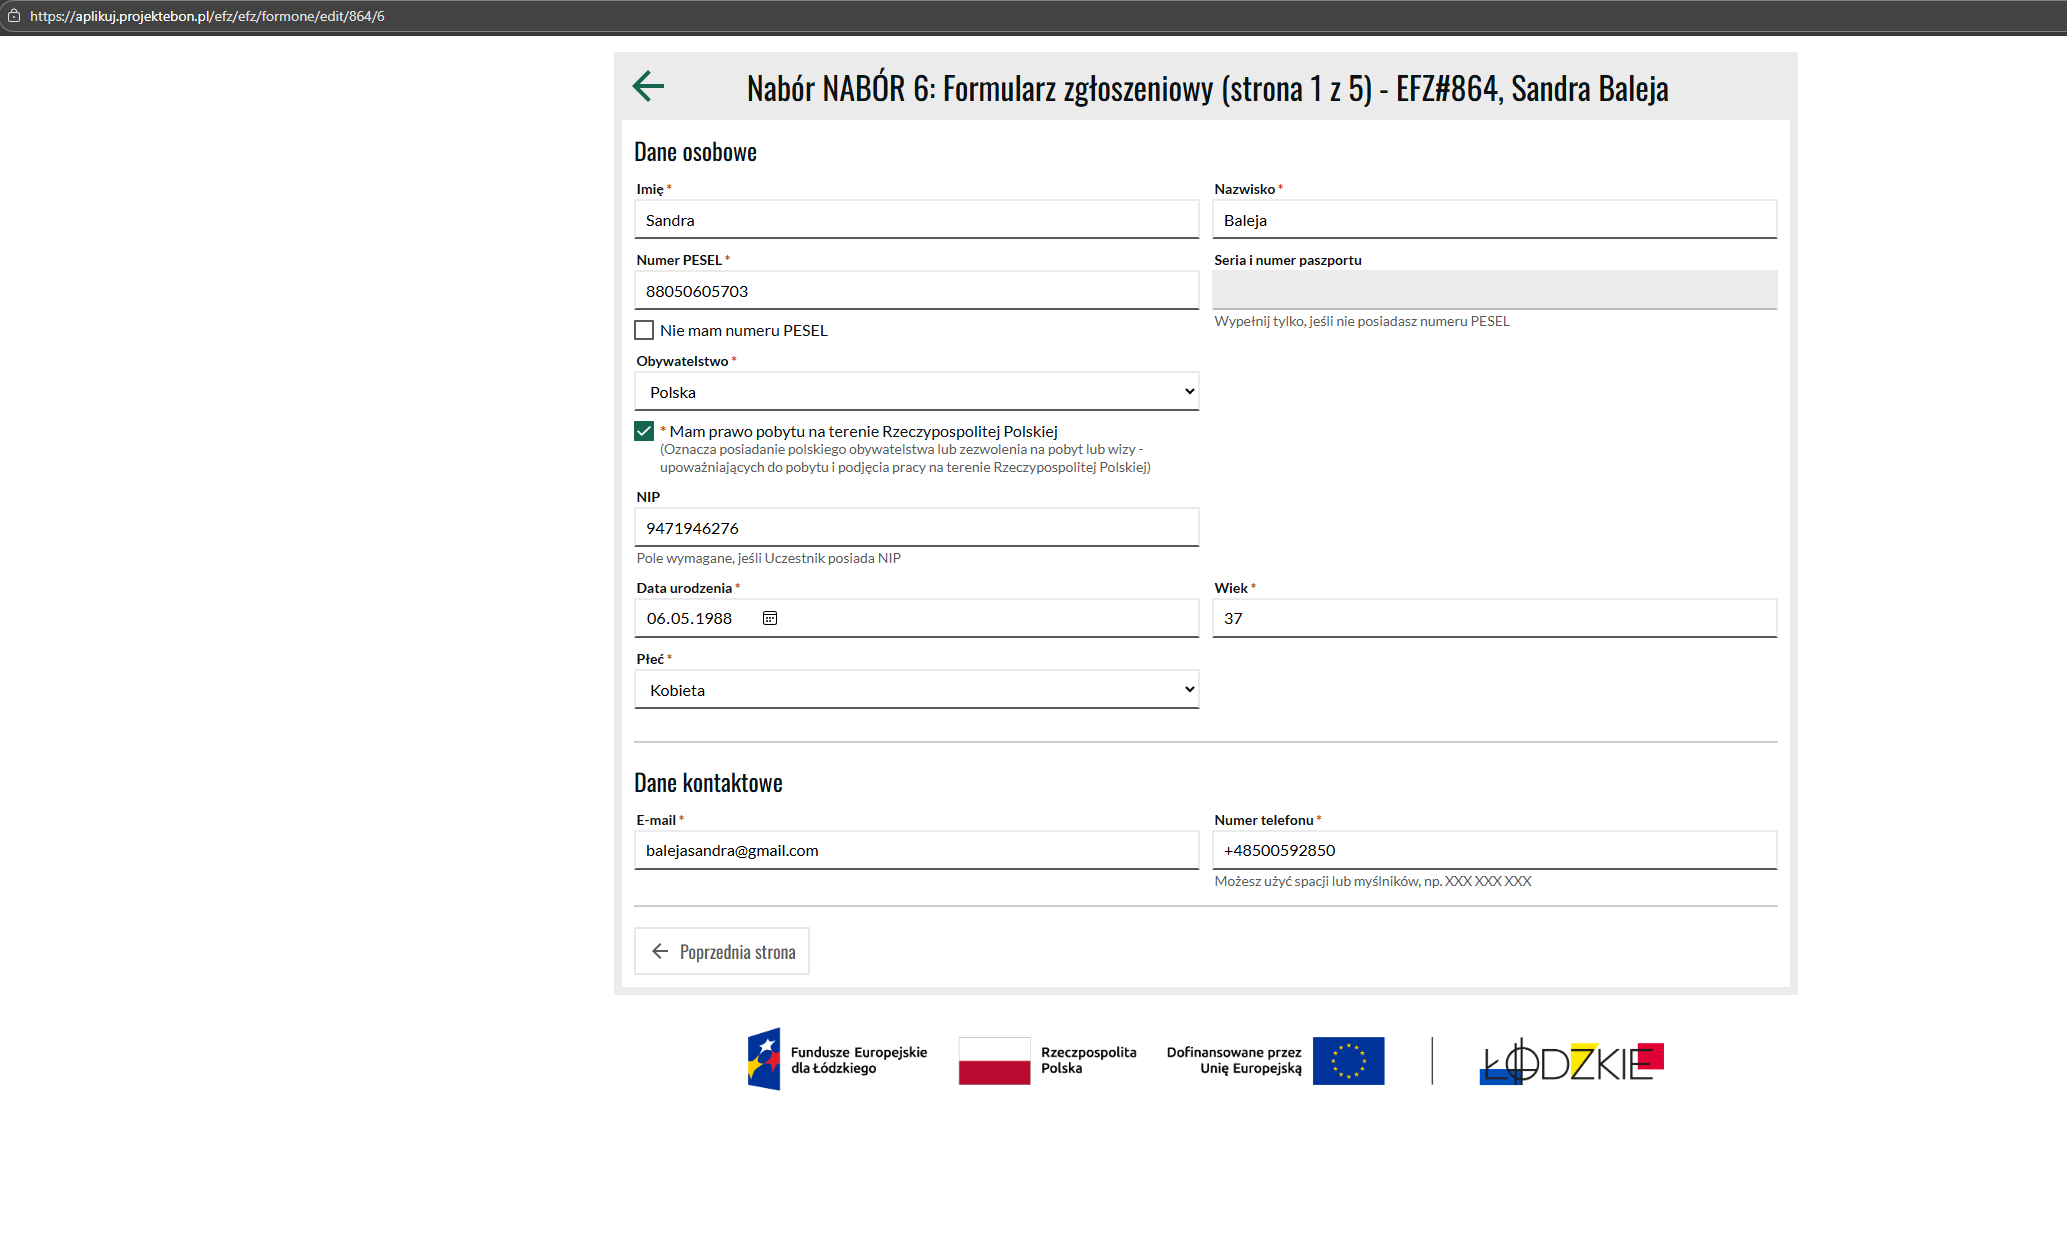 https://aplikuj.projektebon.pl/efz/efz/formone/edit/864/6
Nabór NABÓR 6: Formularz zgłoszeniowy (strona 1 z 5) - EFZ#864, Sandra Baleja
Dane osobowe
Imię * Nazwisko *
Sandra Baleja
Numer PESEL * Seria i numer paszportu
88050605703
Wypełnij tylko, jeśli nie posiadasz numeru PESEL
Nie mam numeru PESEL
Obywatelstwo *
Polska
* Mam prawo pobytu na terenie Rzeczypospolitej Polskiej
(Oznacza posiadanie polskiego obywatelstwa lub zezwolenia na pobyt lub wizy -
upoważniających do pobytu i podjęcia pracy na terenie Rzeczypospolitej Polskiej)
NIP
9471946276
Pole wymagane, jeśli Uczestnik posiada NIP
Data urodzenia * Wiek *
06.05.1988 37
Płeć *
Kobieta
Dane kontaktowe
E-mail * Numer telefonu *
balejasandra@gmail.com +48500592850
Możesz użyć spacji lub myślników, np. XXX XXX XXX
Poprzednia strona
Fundusze Europejskie
dla Łódzkiego
Rzeczpospolita
Polska
Dofinansowane przez
Unię Europejską
ŁÓDZKIE